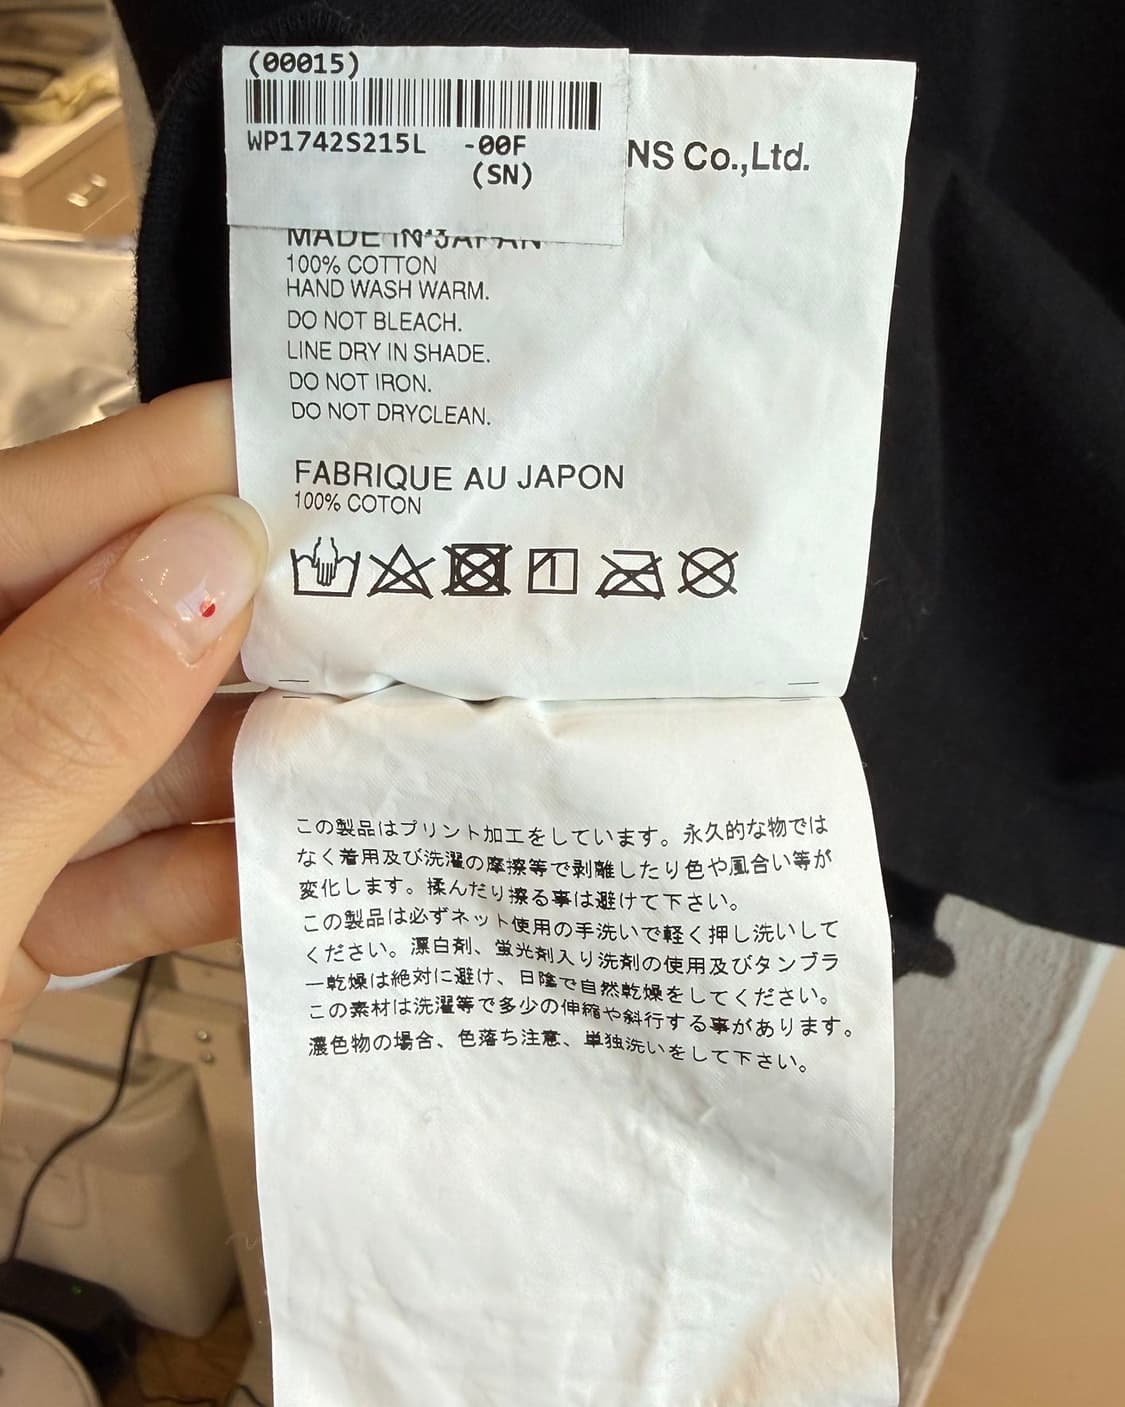 (00015)
WP1742S215L -00F
(SN)
NS Co.,Ltd.
MADE IN JAPAN
100% COTTON
HAND WASH WARM.
DO NOT BLEACH.
LINE DRY IN SHADE.
DO NOT IRON.
DO NOT DRYCLEAN.
FABRIQUE AU JAPON
100% COTON
この製品はプリント加工をしています。永久的な物では
なく着用及び洗濯の摩擦等で剥離したり色や風合い等が
変化します。揉んだり擦る事は避けて下さい。
この製品は必ずネット使用の手洗いで軽く押し洗いして
ください。漂白剤、蛍光剤入り洗剤の使用及びタンブラ
ー乾燥は絶対に避け、日陰で自然乾燥をしてください。
この素材は洗濯等で多少の伸縮や斜行する事があります。
濃色物の場合、色落ち注意、単独洗いをして下さい。